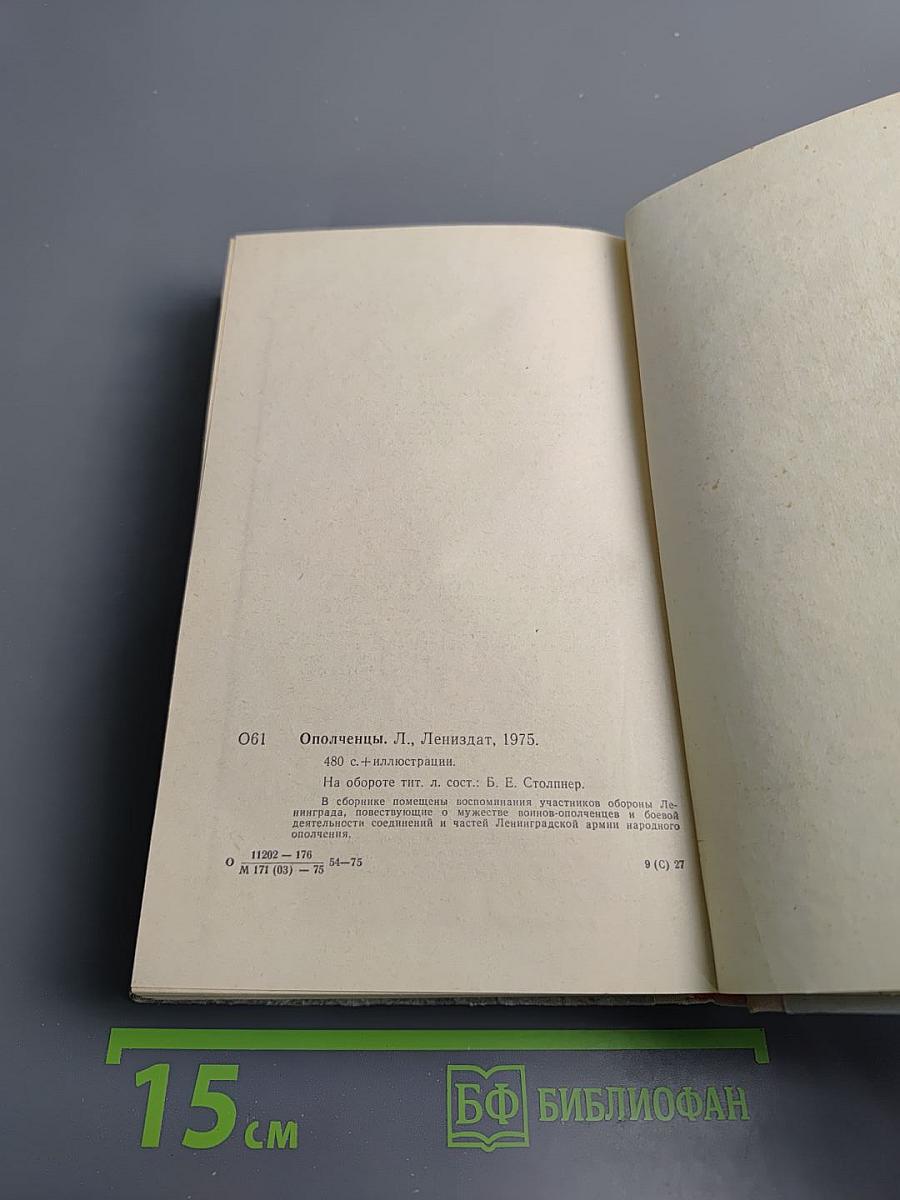 О61 Ополченцы. Л., Лениздат, 1975.
480 с.+иллюстрации.
На обороте тит. л. сост.: Б. Е. Столпнер.
В сборнике помещены воспоминания участников обороны Ле-
нинграда, повествующие о мужестве воинов-ополченцев и боевой
деятельности соединений и частей Ленинградской армии народного
ополчения.
О 11202 — 176
М 171 (03) — 75 54—75 9 (С) 27
15 см БФ БИБЛИОФАН